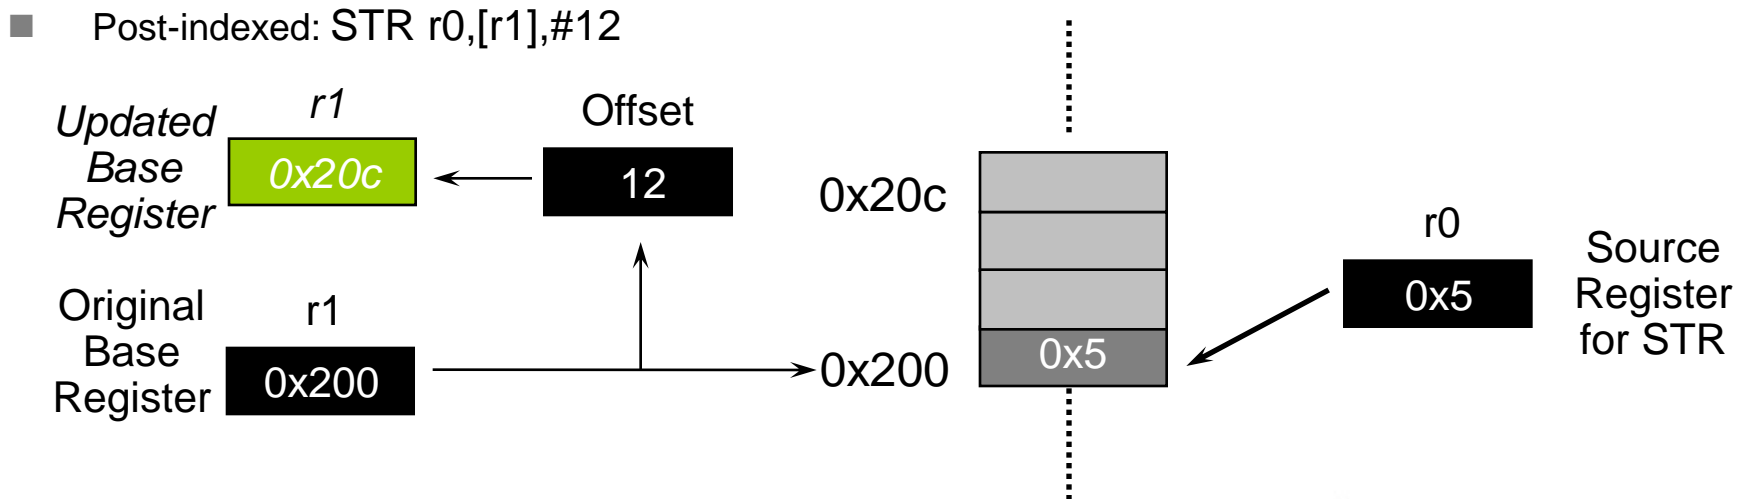 Post-indexed: STR r0,[r1],#12
Updated
Base
Register
r1
0x20c
Offset
12
Original
Base
Register
r1
0x200
0x20c
0x200
0x5
r0
0x5
Source
Register
for STR